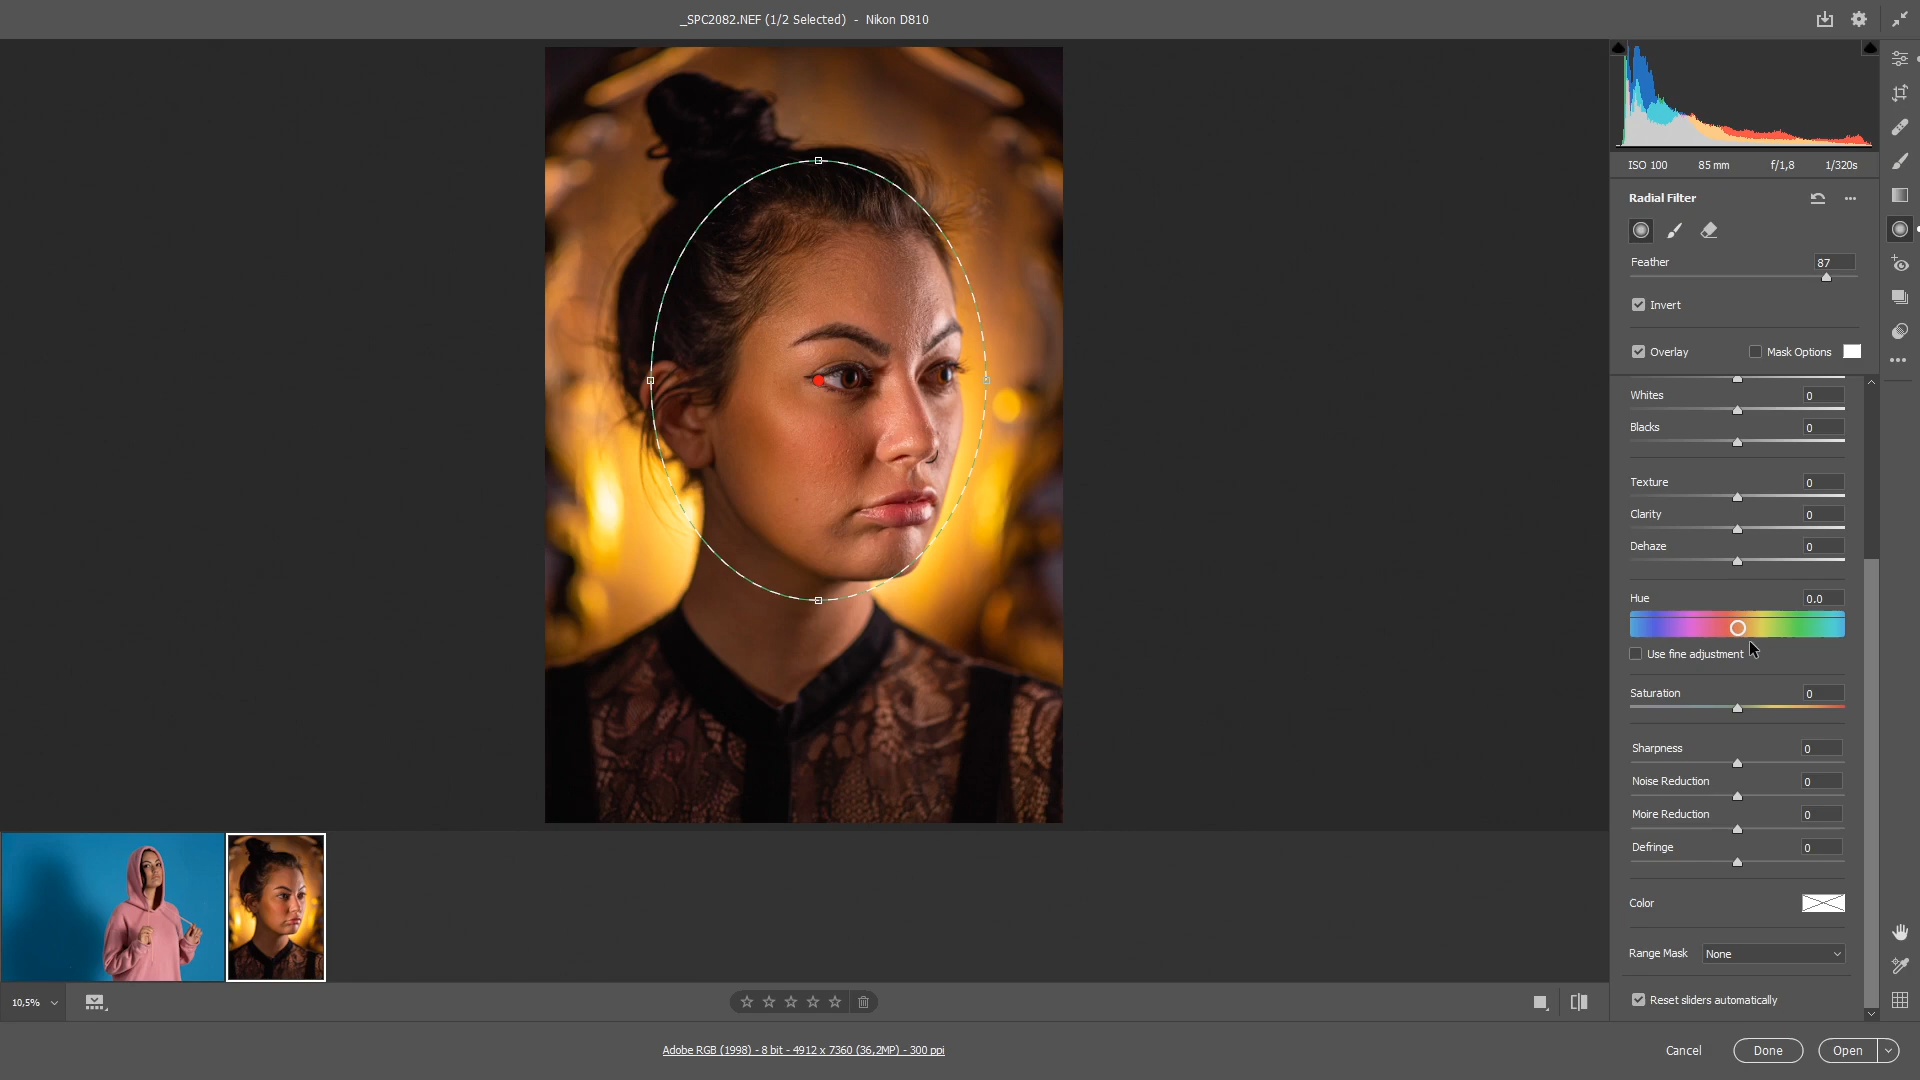 _SPC2082.NEF (1/2 Selected) - Nikon D810
ISO 100 85 mm f/1,8 1/320s
Radial Filter
Feather 87
Invert
Overlay Mask Options
Whites 0
Blacks 0
Texture 0
Clarity 0
Dehaze 0
Hue 0.0
Use fine adjustment
Saturation 0
Sharpness 0
Noise Reduction 0
Moire Reduction 0
Defringe 0
Color
Range Mask None
Reset sliders automatically
10,5%
Adobe RGB (1998) - 8 bit - 4912 x 7360 (36,2MP) - 300 ppi
Cancel Done Open